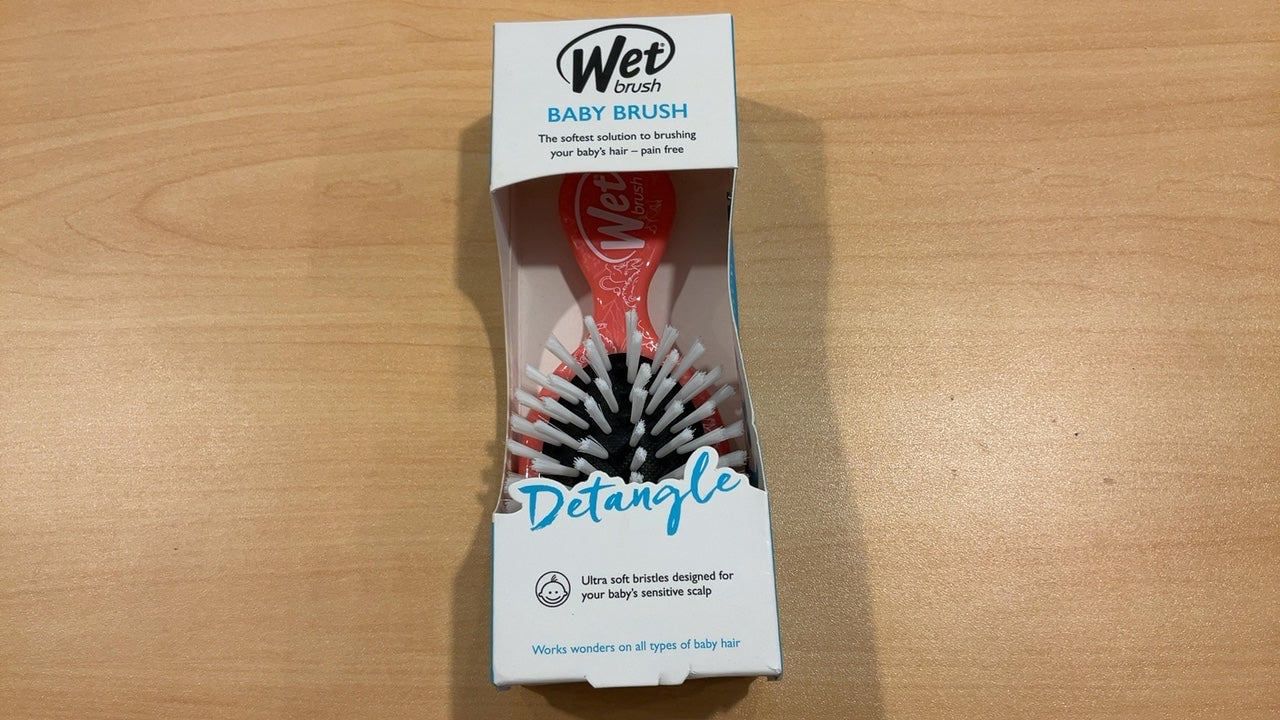 Wet
brush
BABY BRUSH
The softest solution to brushing
your baby's hair – pain free
Wet
brush
Detangle
Ultra soft bristles designed for
your baby's sensitive scalp
Works wonders on all types of baby hair